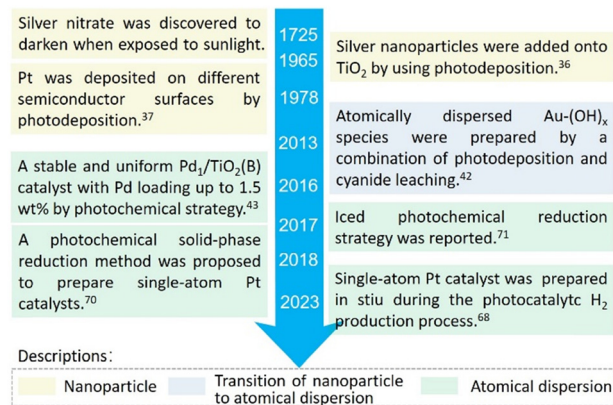 Silver nitrate was discovered to
darken when exposed to sunlight.
1725
1965
Silver nanoparticles were added onto
TiO2 by using photodeposition.36
Pt was deposited on different
semiconductor surfaces by
photodeposition.37
1978
2013
Atomically dispersed Au-(OH)x
species were prepared by a
combination of photodeposition and
cyanide leaching.42
A stable and uniform Pd1/TiO2(B)
catalyst with Pd loading up to 1.5
wt% by photochemical strategy.43
2016
2017
Iced photochemical reduction
strategy was reported.71
A photochemical solid-phase
reduction method was proposed
to prepare single-atom Pt
catalysts.70
2018
2023
Single-atom Pt catalyst was prepared
in stiu during the photocatalytc H2
production process.68
Descriptions:
Nanoparticle
Transition of nanoparticle
to atomical dispersion
Atomical dispersion